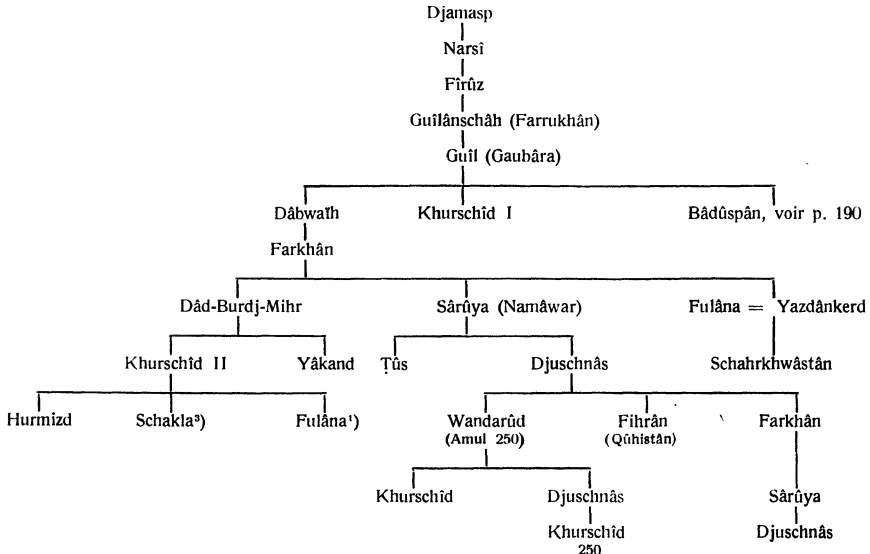 Djamasp
Narsî
Fîrûz
Guîlânschâh (Farrukhân)
Guîl (Gaubâra)
Dâbwaïh Khurschîd I Bâdûspân, voir p. 190
Farkhân
Dâd-Burdj-Mihr Sârûya (Namâwar) Fulâna = Yazdânkerd
Khurschîd II Yâkand Ṭûs Djuschnâs Schahrkhwâstân
Hurmizd Schakla³) Fulâna¹) Wandarûd Fihrân Farkhân
(Amul 250) (Qûhistân)
Khurschîd Djuschnâs Sârûya
Khurschîd Djuschnâs
250